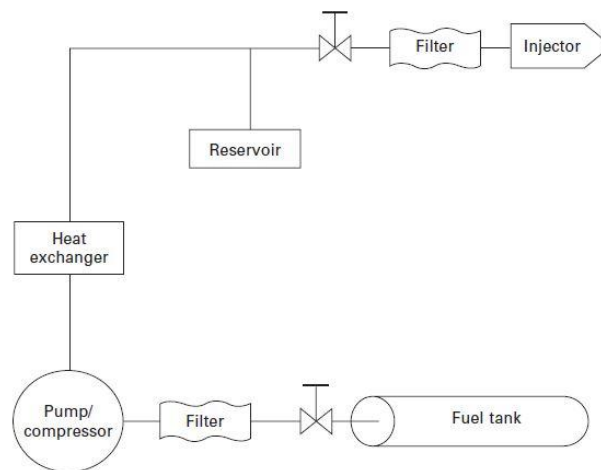 Filter
Injector
Reservoir
Heat
exchanger
Pump/
compressor
Filter
Fuel tank